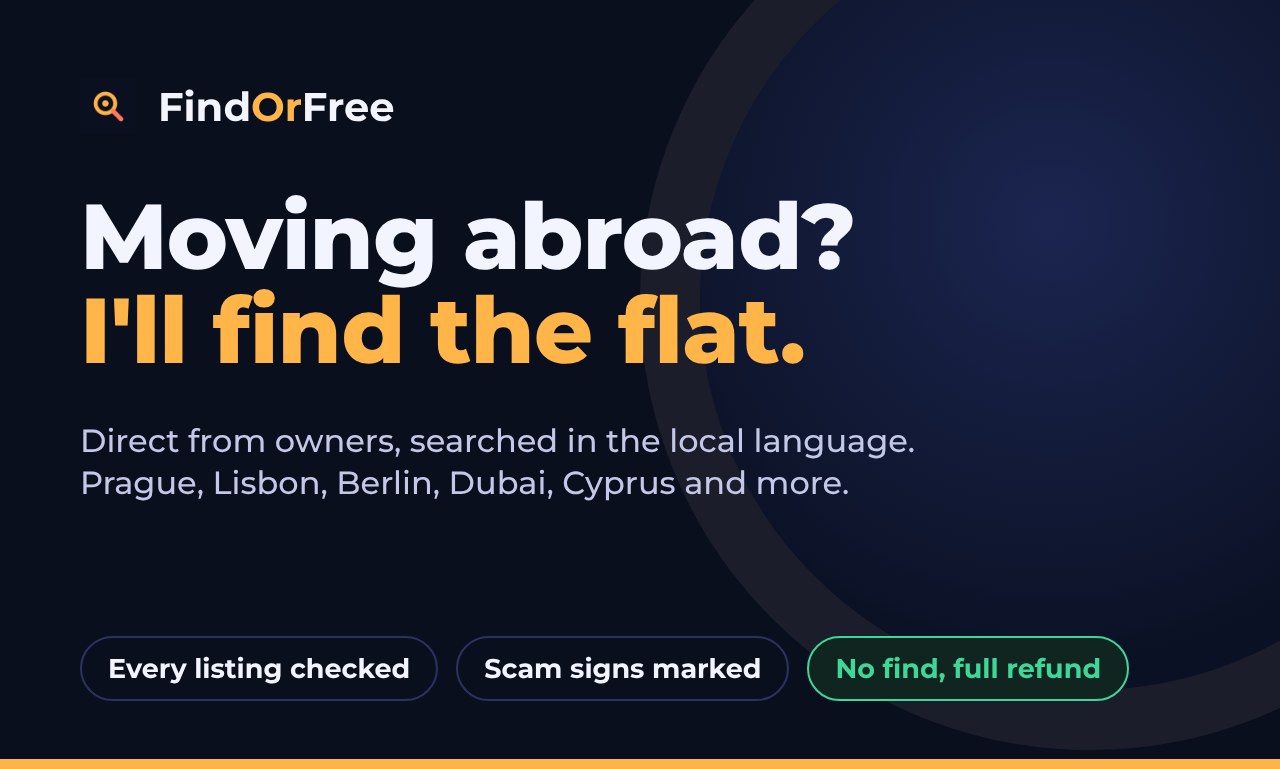 FindOrFree
Moving abroad?
I'll find the flat.
Direct from owners, searched in the local language.
Prague, Lisbon, Berlin, Dubai, Cyprus and more.
Every listing checked
Scam signs marked
No find, full refund